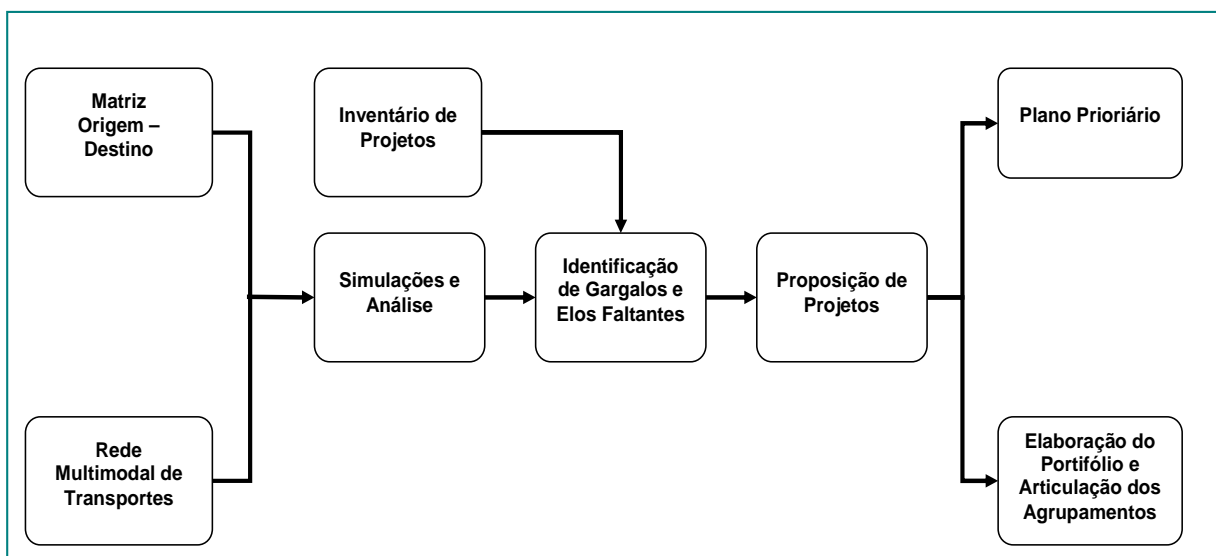 Matriz
Origem –
Destino
Inventário de
Projetos
Plano Prioriário
Simulações e
Análise
Identificação
de Gargalos e
Elos Faltantes
Proposição de
Projetos
Rede
Multimodal de
Transportes
Elaboração do
Portifólio e
Articulação dos
Agrupamentos